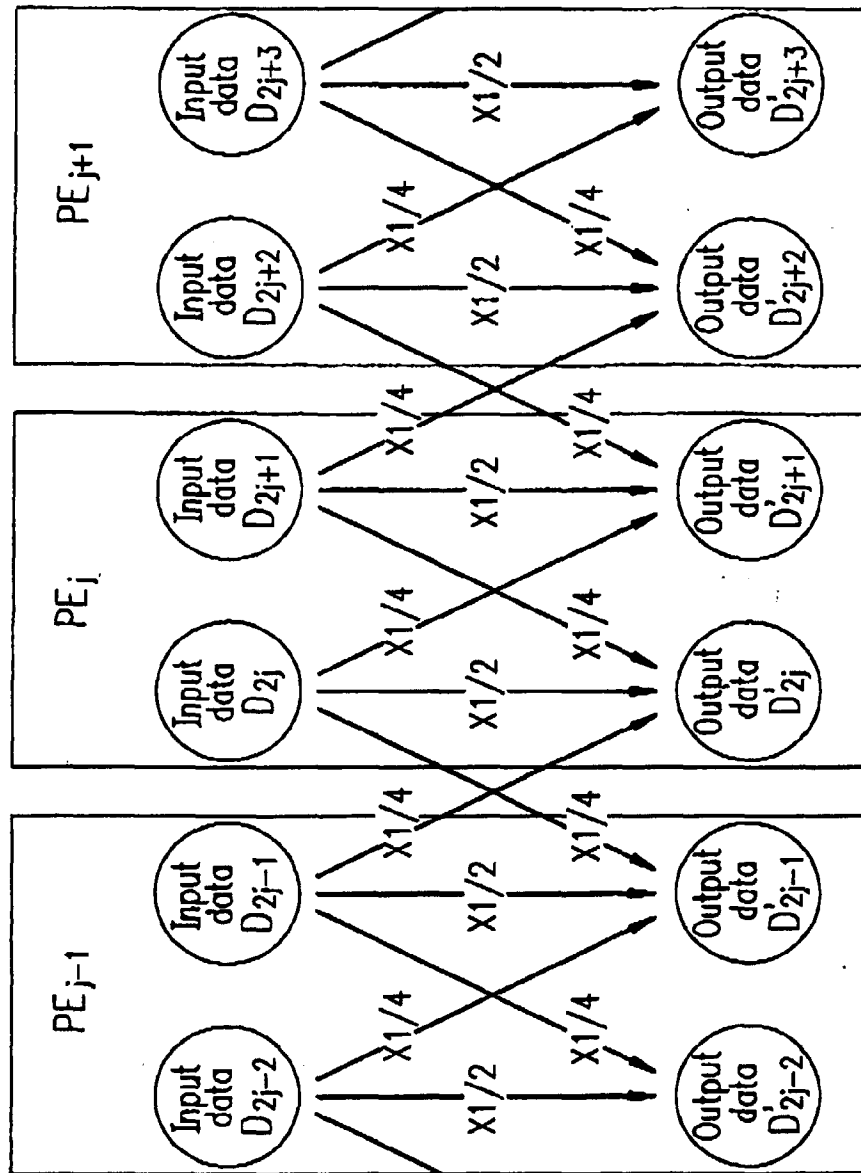 PEj−1
PEj
PEj+1
Input
data
D2j−2
Input
data
D2j−1
Input
data
D2j
Input
data
D2j+1
Input
data
D2j+2
Input
data
D2j+3
X1/4
X1/4
X1/4
X1/4
X1/4
X1/2
X1/2
X1/2
X1/2
X1/2
X1/2
X1/4
X1/4
X1/4
X1/4
X1/4
Output
data
D'2j−2
Output
data
D'2j−1
Output
data
D'2j
Output
data
D'2j+1
Output
data
D'2j+2
Output
data
D'2j+3